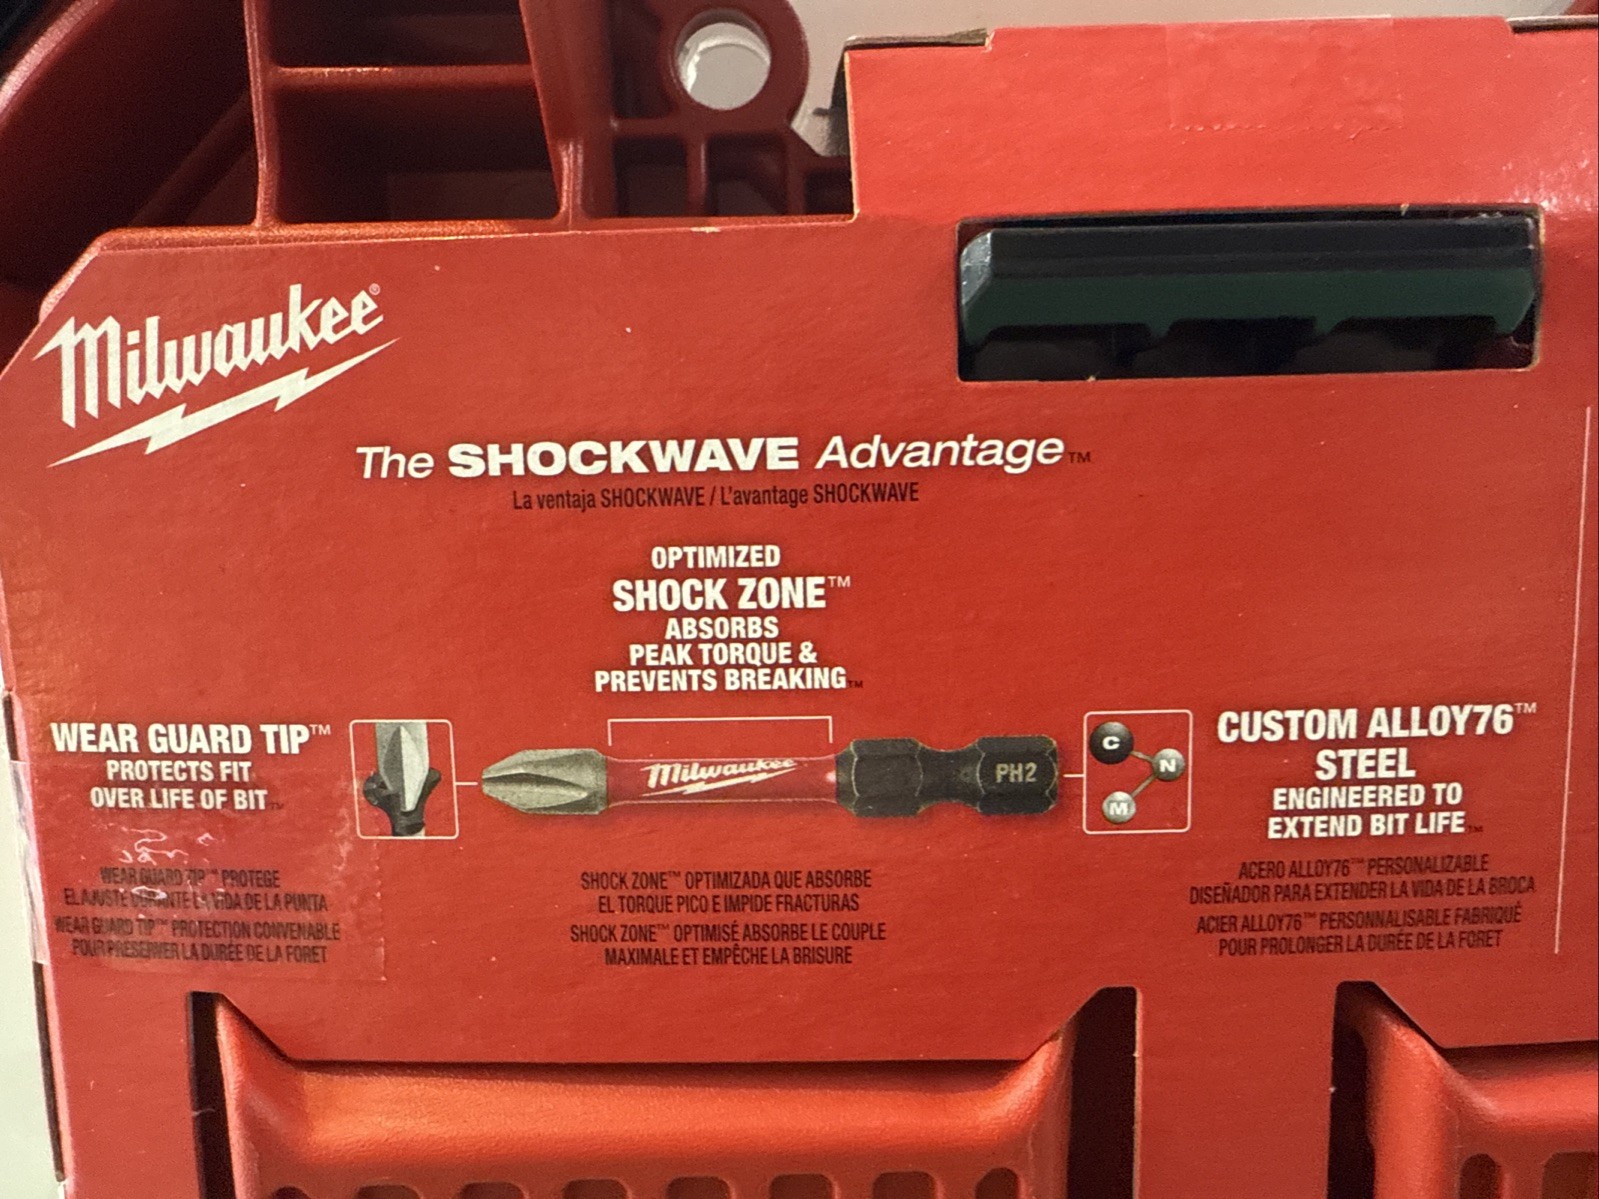 Milwaukee®
The SHOCKWAVE Advantage™
La ventaja SHOCKWAVE / L'avantage SHOCKWAVE
OPTIMIZED
SHOCK ZONE™
ABSORBS
PEAK TORQUE &
PREVENTS BREAKING™
WEAR GUARD TIP™
PROTECTS FIT
OVER LIFE OF BIT™
Milwaukee
PH2
C
N
M
CUSTOM ALLOY76™
STEEL
ENGINEERED TO
EXTEND BIT LIFE™
WEAR GUARD TIP™ PROTEGE
EL AJUSTE DURANTE LA VIDA DE LA PUNTA
WEAR GUARD TIP™ PROTECTION CONVENABLE
POUR PRÉSERVER LA DURÉE DE LA FORET
SHOCK ZONE™ OPTIMIZADA QUE ABSORBE
EL TORQUE PICO E IMPIDE FRACTURAS
SHOCK ZONE™ OPTIMISÉ ABSORBE LE COUPLE
MAXIMALE ET EMPÊCHE LA BRISURE
ACERO ALLOY76™ PERSONALIZABLE
DISEÑADOR PARA EXTENDER LA VIDA DE LA BROCA
ACIER ALLOY76™ PERSONNALISABLE FABRIQUÉ
POUR PROLONGER LA DURÉE DE LA FORET